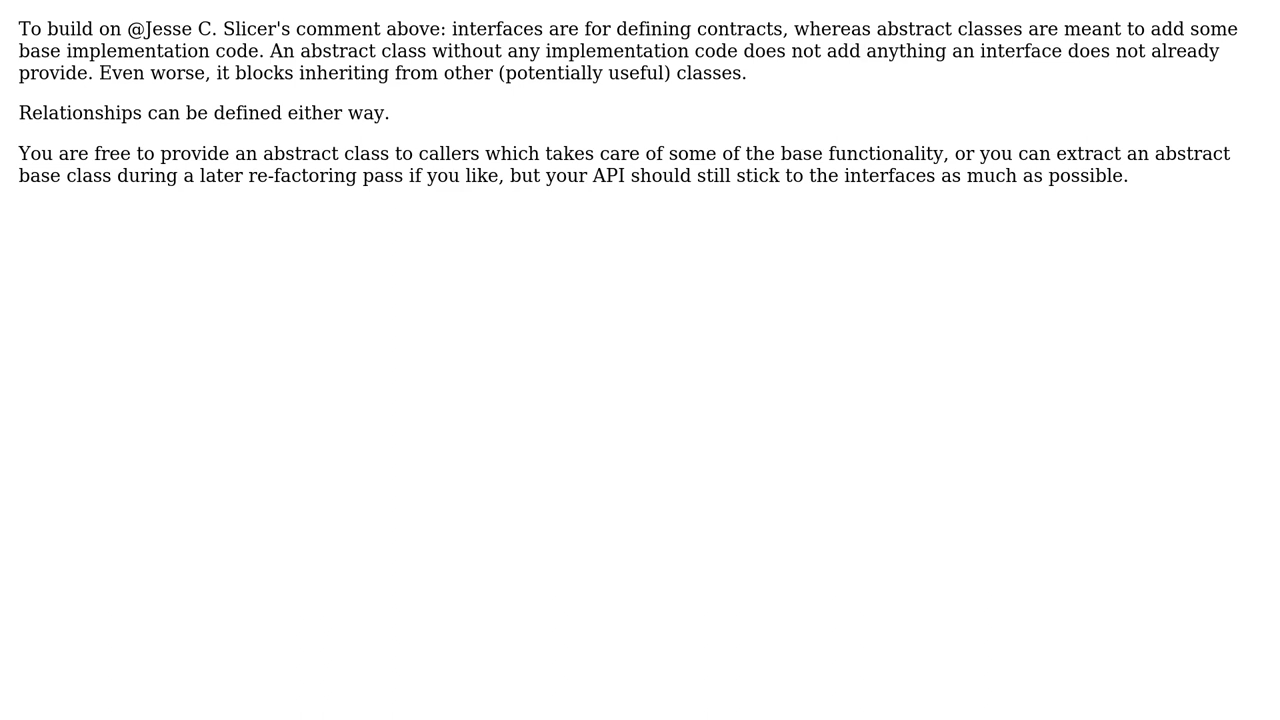 To build on @Jesse C. Slicer's comment above: interfaces are for defining contracts, whereas abstract classes are meant to add some
base implementation code. An abstract class without any implementation code does not add anything an interface does not already
provide. Even worse, it blocks inheriting from other (potentially useful) classes.
Relationships can be defined either way.
You are free to provide an abstract class to callers which takes care of some of the base functionality, or you can extract an abstract
base class during a later re-factoring pass if you like, but your API should still stick to the interfaces as much as possible.